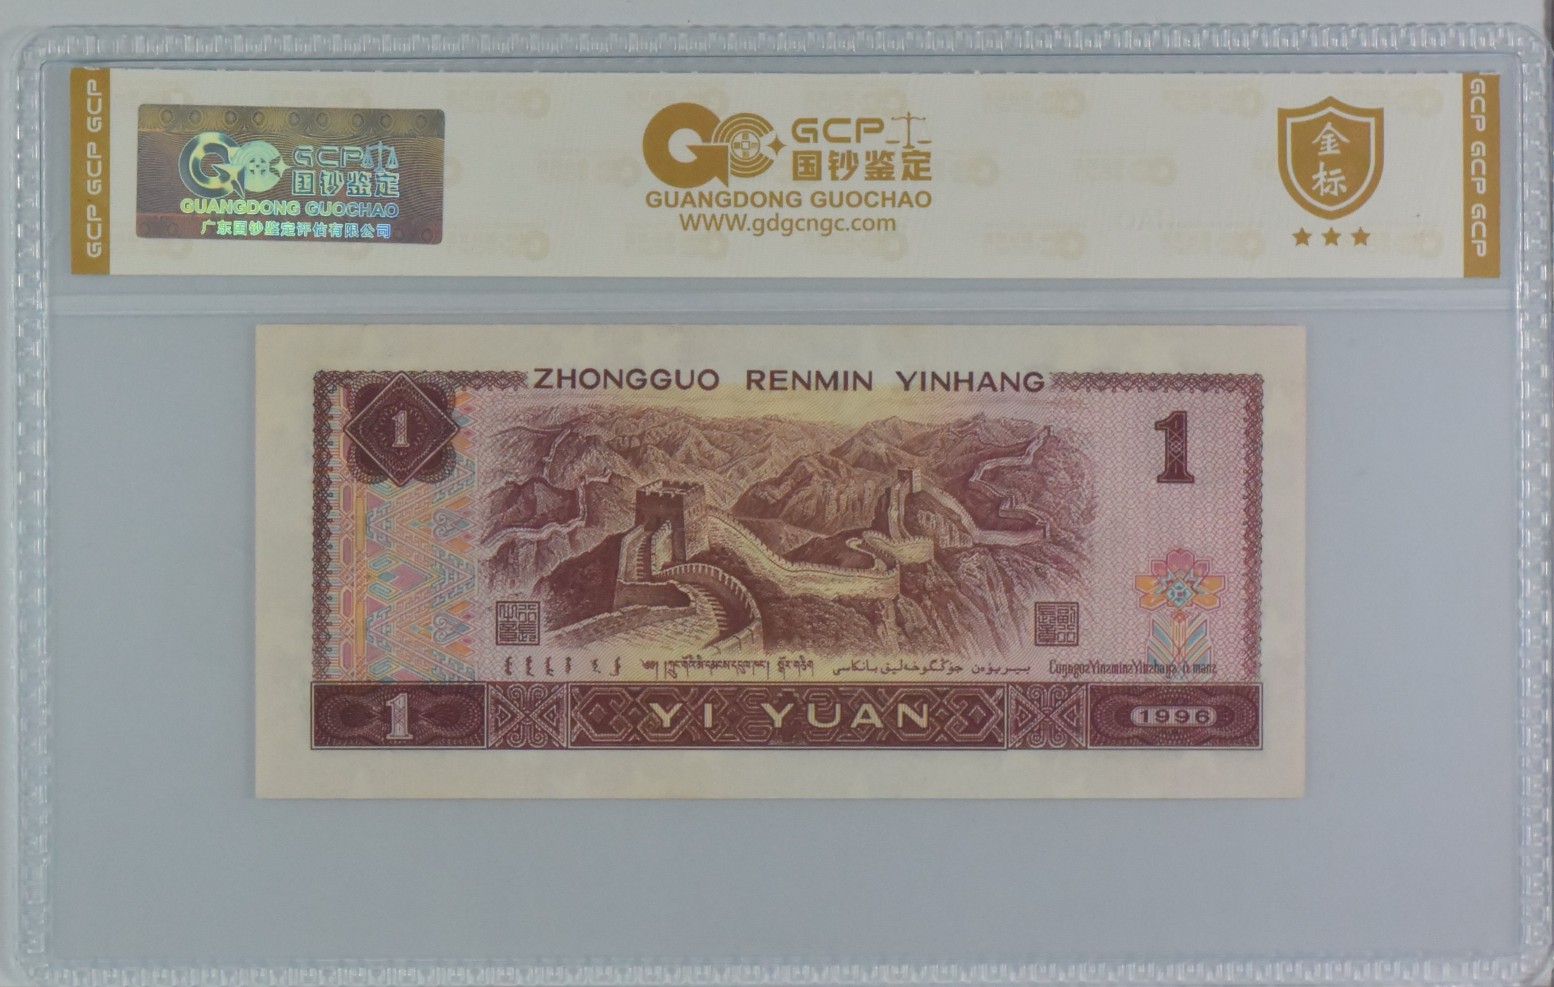 GCP GCP GCP
GCP
国钞鉴定
GUANGDONG GUOCHAO
广东国钞鉴定评估有限公司
GCP
国钞鉴定
GUANGDONG GUOCHAO
www.gdgcngc.com
金
标
GCP GCP GCP
ZHONGGUO RENMIN YINHANG
1
1
1
YI YUAN
1996